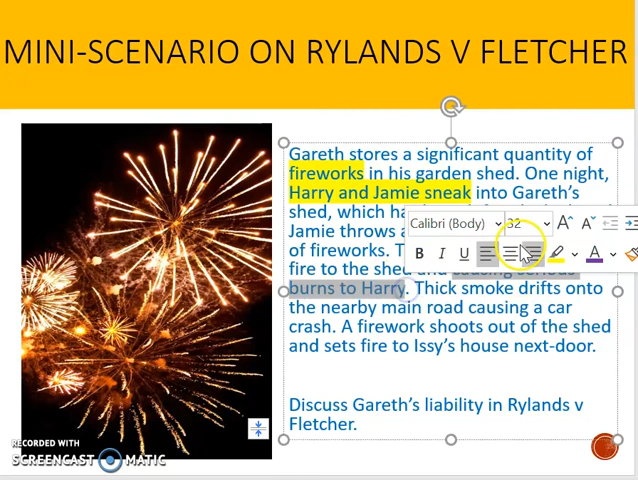 MINI-SCENARIO ON RYLANDS V FLETCHER
Gareth stores a significant quantity of
fireworks in his garden shed. One night,
Harry and Jamie sneak into Gareth's
shed, which
Jamie throws
of fireworks.
fire to the shed and causing serious
burns to Harry. Thick smoke drifts onto
the nearby main road causing a car
crash. A firework shoots out of the shed
and sets fire to Issy's house next-door.
Discuss Gareth's liability in Rylands v
Fletcher.
Calibri (Body) 32 A A
B I U A
RECORDED WITH
SCREENCAST MATIC